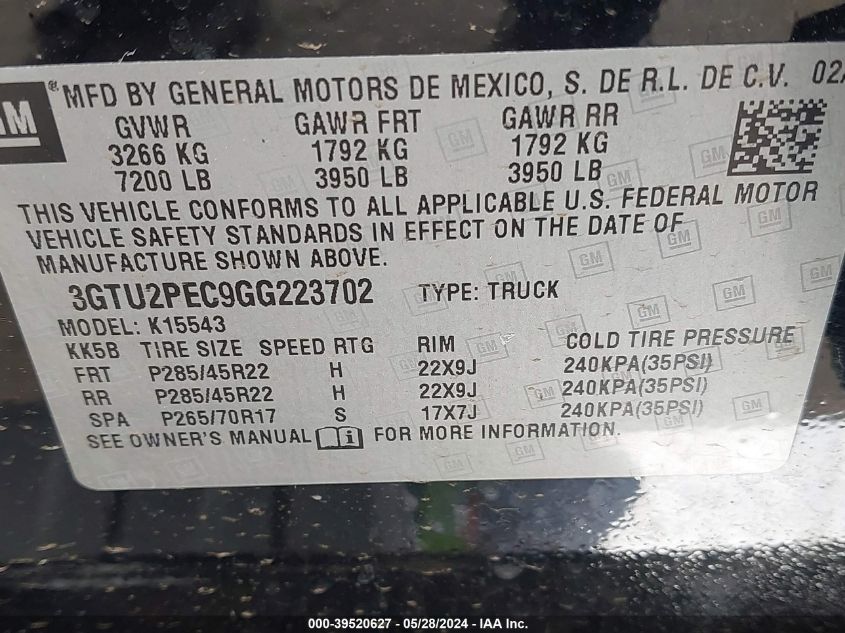 GM ® MFD BY GENERAL MOTORS DE MEXICO, S. DE R.L. DE C.V. 02/
GVWR GAWR FRT GAWR RR
3266 KG 1792 KG 1792 KG
7200 LB 3950 LB 3950 LB
THIS VEHICLE CONFORMS TO ALL APPLICABLE U.S. FEDERAL MOTOR
VEHICLE SAFETY STANDARDS IN EFFECT ON THE DATE OF
MANUFACTURE SHOWN ABOVE.
3GTU2PEC9GG223702 TYPE: TRUCK
MODEL: K15543
KK5B TIRE SIZE SPEED RTG RIM COLD TIRE PRESSURE
FRT P285/45R22 H 22X9J 240KPA(35PSI)
RR P285/45R22 H 22X9J 240KPA(35PSI)
SPA P265/70R17 S 17X7J 240KPA(35PSI)
SEE OWNER'S MANUAL i FOR MORE INFORMATION.
000-39520627 - 05/28/2024 - IAA Inc.